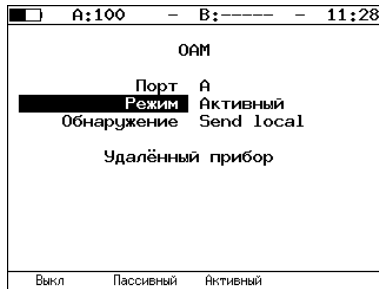 A:100 – B:----- – 11:28
OAM
Порт A
Режим Активный
Обнаружение Send local
Удалённый прибор
Выкл Пассивный Активный